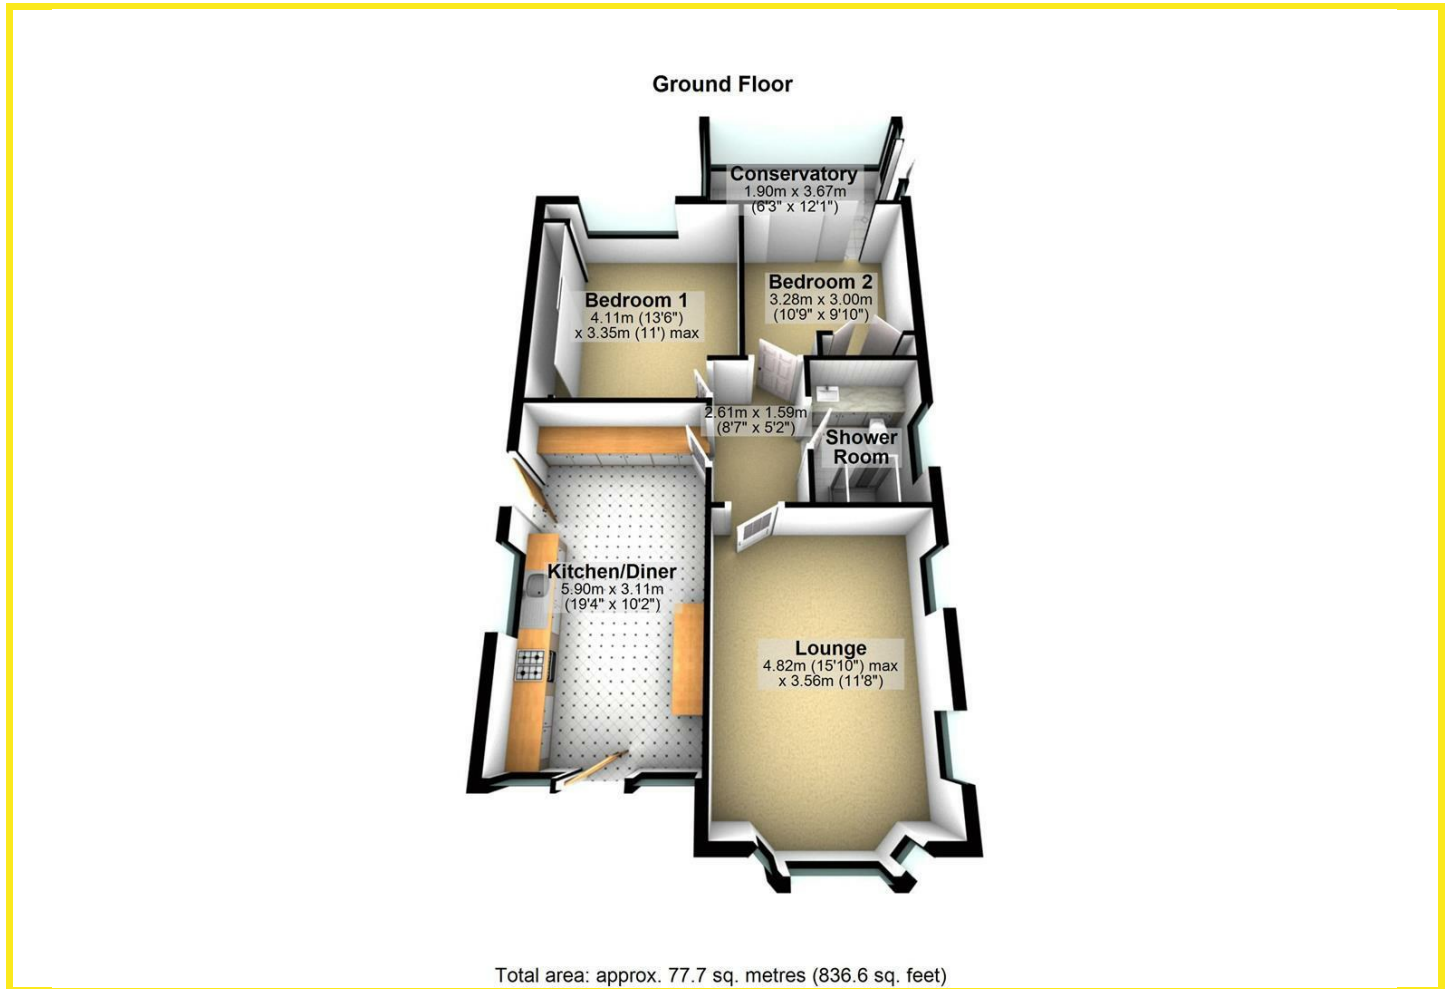 Ground Floor
Conservatory
1.90m x 3.67m
(6'3" x 12'1")
Bedroom 1
4.11m (13'6")
x 3.35m (11') max
Bedroom 2
3.28m x 3.00m
(10'9" x 9'10")
2.61m x 1.59m
(8'7" x 5'2")
Shower
Room
Kitchen/Diner
5.90m x 3.11m
(19'4" x 10'2")
Lounge
4.82m (15'10") max
x 3.56m (11'8")
Total area: approx. 77.7 sq. metres (836.6 sq. feet)